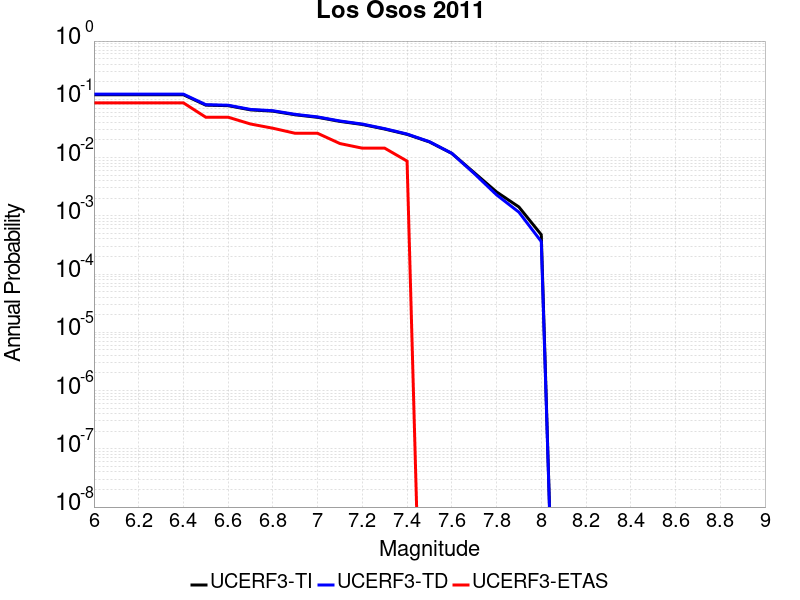 Los Osos 2011
10^0
10^-1
10^-2
10^-3
10^-4
10^-5
10^-6
10^-7
10^-8
Annual Probability
6 6.2 6.4 6.6 6.8 7 7.2 7.4 7.6 7.8 8 8.2 8.4 8.6 8.8 9
Magnitude
UCERF3-TI UCERF3-TD UCERF3-ETAS